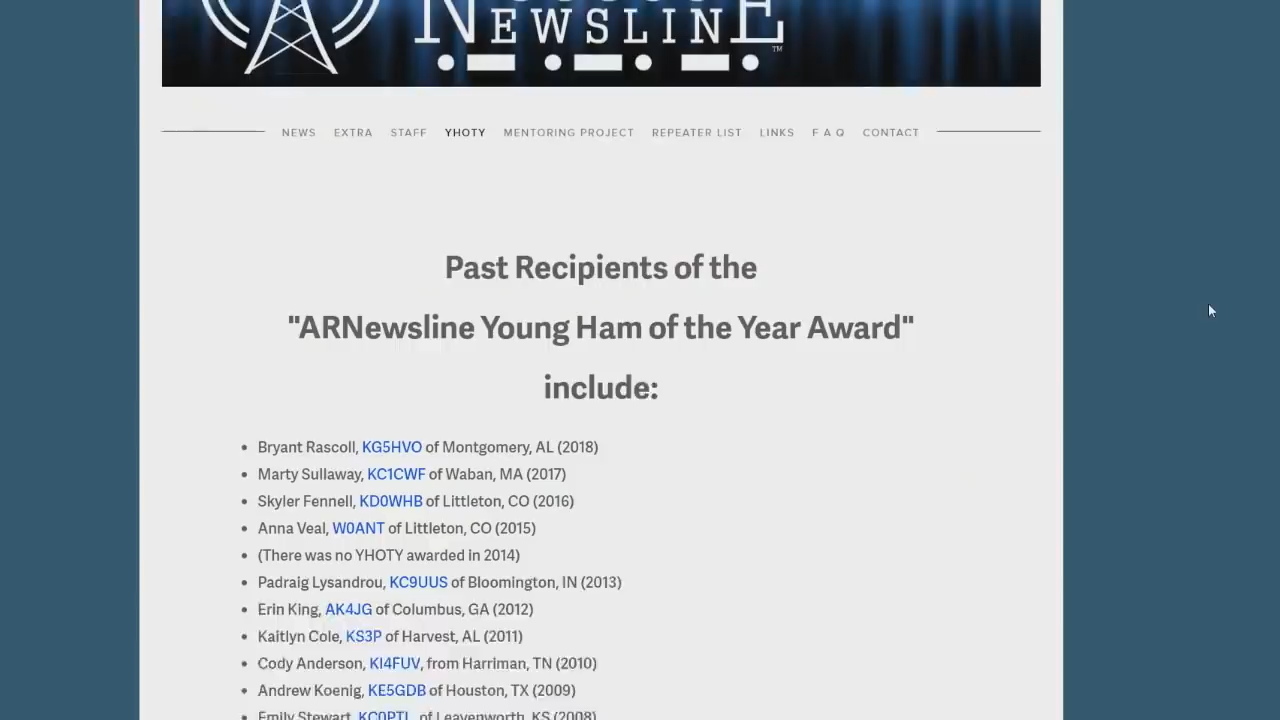 NEWSLINE
™
NEWS EXTRA STAFF YHOTY MENTORING PROJECT REPEATER LIST LINKS F A Q CONTACT
Past Recipients of the
"ARNewsline Young Ham of the Year Award"
include:
• Bryant Rascoll, KG5HVO of Montgomery, AL (2018)
• Marty Sullaway, KC1CWF of Waban, MA (2017)
• Skyler Fennell, KD0WHB of Littleton, CO (2016)
• Anna Veal, W0ANT of Littleton, CO (2015)
• (There was no YHOTY awarded in 2014)
• Padraig Lysandrou, KC9UUS of Bloomington, IN (2013)
• Erin King, AK4JG of Columbus, GA (2012)
• Kaitlyn Cole, KS3P of Harvest, AL (2011)
• Cody Anderson, KI4FUV, from Harriman, TN (2010)
• Andrew Koenig, KE5GDB of Houston, TX (2009)
• Emily Stewart, KC0PTL, of Leavenworth, KS (2008)